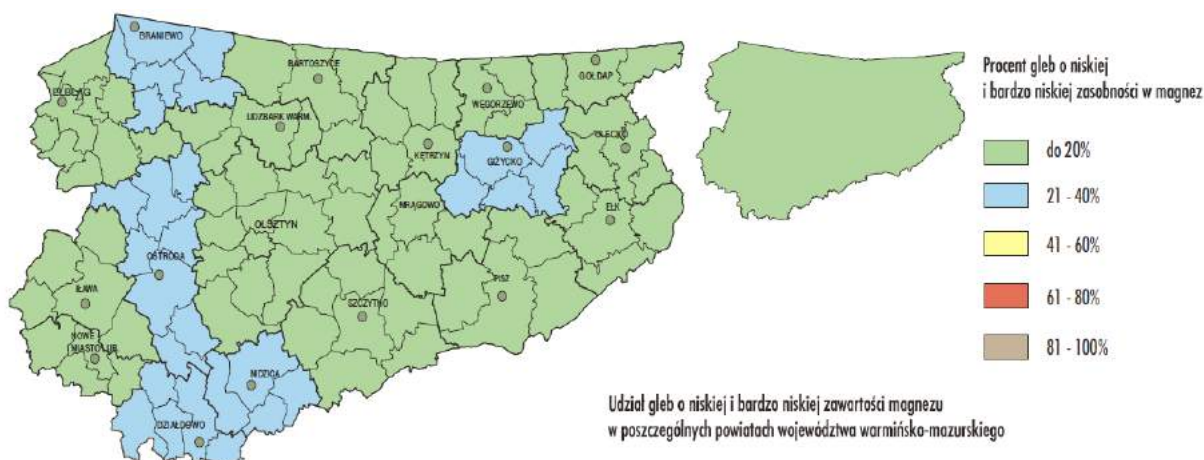 BRANIEWO
BARTOSZYCE
GOŁDAP
ELBLĄG
WĘGORZEWO
LIDZBARK WARM.
OLECKO
KĘTRZYN
GIŻYCKO
MRĄGOWO
EŁK
OLSZTYN
OSTRÓDA
PISZ
IŁAWA
SZCZYTNO
NOWE
MIASTO LUB.
NIDZICA
DZIAŁDOWO
Procent gleb o niskiej
i bardzo niskiej zasobności w magnez
do 20%
21 - 40%
41 - 60%
61 - 80%
81 - 100%
Udział gleb o niskiej i bardzo niskiej zawartości magnezu
w poszczególnych powiatach województwa warmińsko-mazurskiego